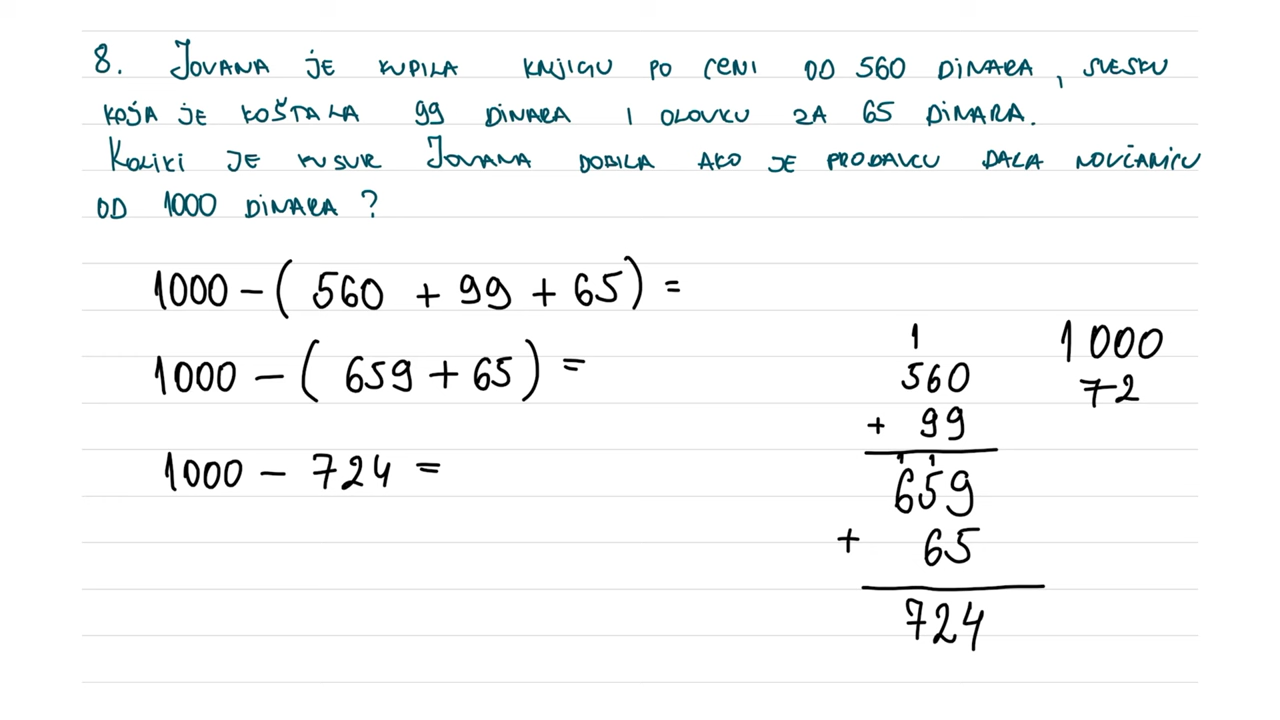 8. JOVANA JE KUPILA KNJIGU PO CENI OD 560 DINARA, SVESKU
KOJA JE KOŠTALA 99 DINARA I OLOVKU ZA 65 DINARA.
KOLIKI JE KUSUR JOVANA DOBILA AKO JE PRODAVCU DALA NOVČANICU
OD 1000 DINARA?
1000 - ( 560 + 99 + 65 ) =
1000 - ( 659 + 65 ) =
1000 - 724 =
1
560
+ 99
1 1
659
+ 65
724
1000
72